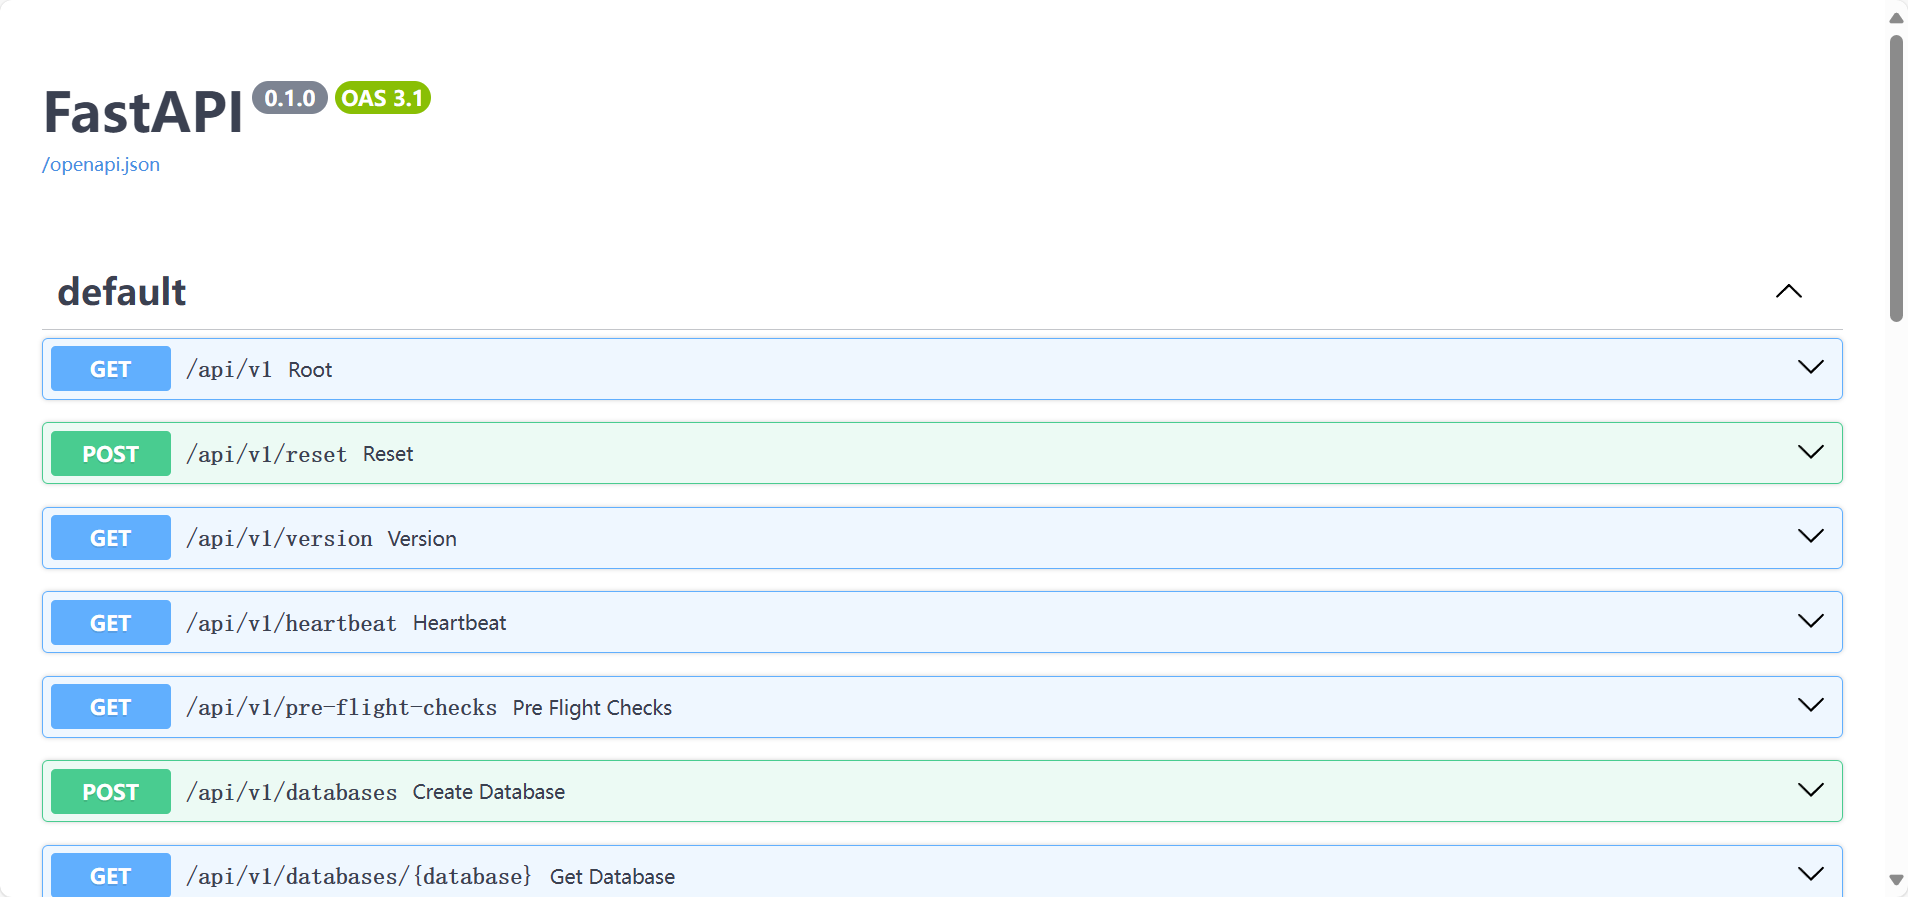 FastAPI 0.1.0 OAS 3.1
/openapi.json
default
GET /api/v1 Root
POST /api/v1/reset Reset
GET /api/v1/version Version
GET /api/v1/heartbeat Heartbeat
GET /api/v1/pre-flight-checks Pre Flight Checks
POST /api/v1/databases Create Database
GET /api/v1/databases/{database} Get Database